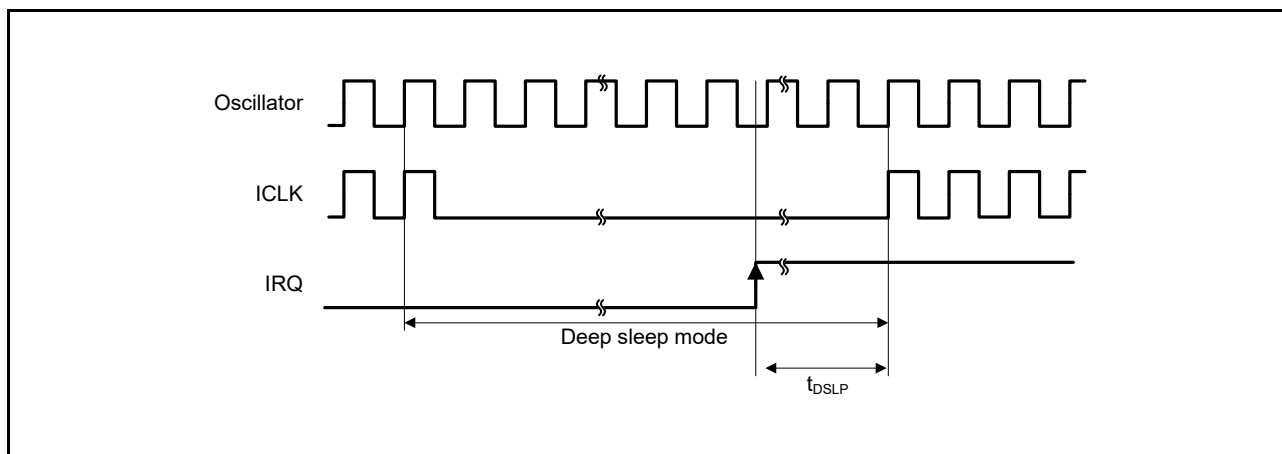 Oscillator
ICLK
IRQ
Deep sleep mode
tDSLP